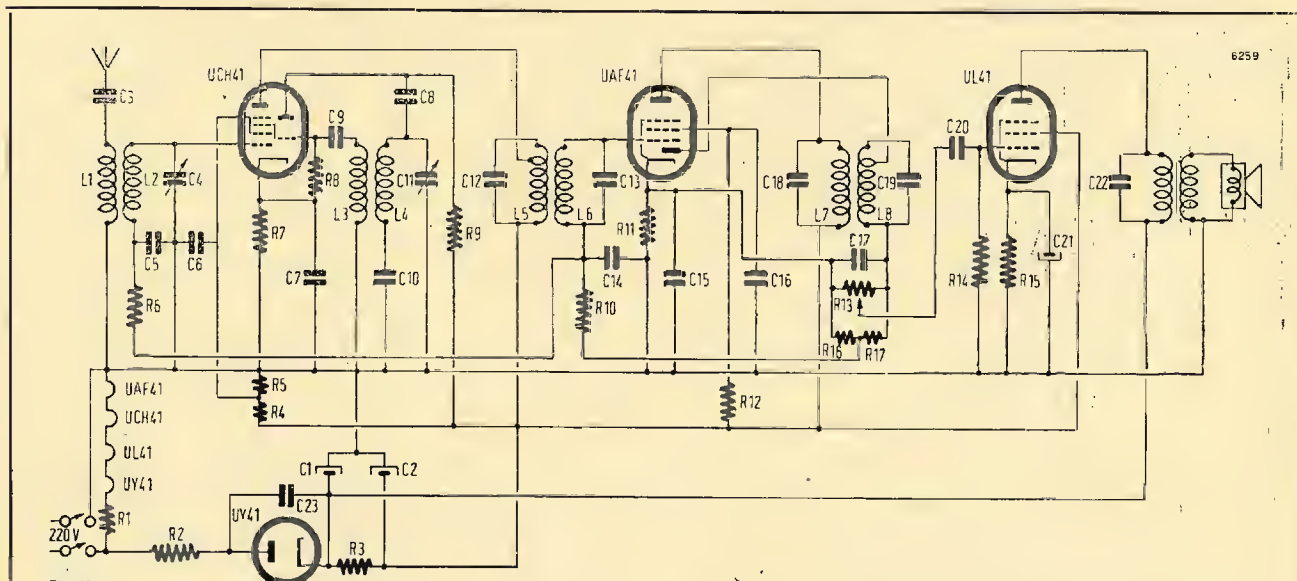 6259
UCH41
UAF41
UL41
C3
C8
C9
C20
L1
L2
C4
R8
L3
L4
C11
C12
L5
L6
C13
C18
L7
L8
C19
C22
R7
R9
R11
C17
C5
C6
C7
C10
C14
C15
C16
R13
R14
R15
C21
R6
R10
R16
R17
UAF41
R5
R4
R12
UCH41
UL41
C1
C2
UY41
C23
UY41
R1
220V
R2
R3